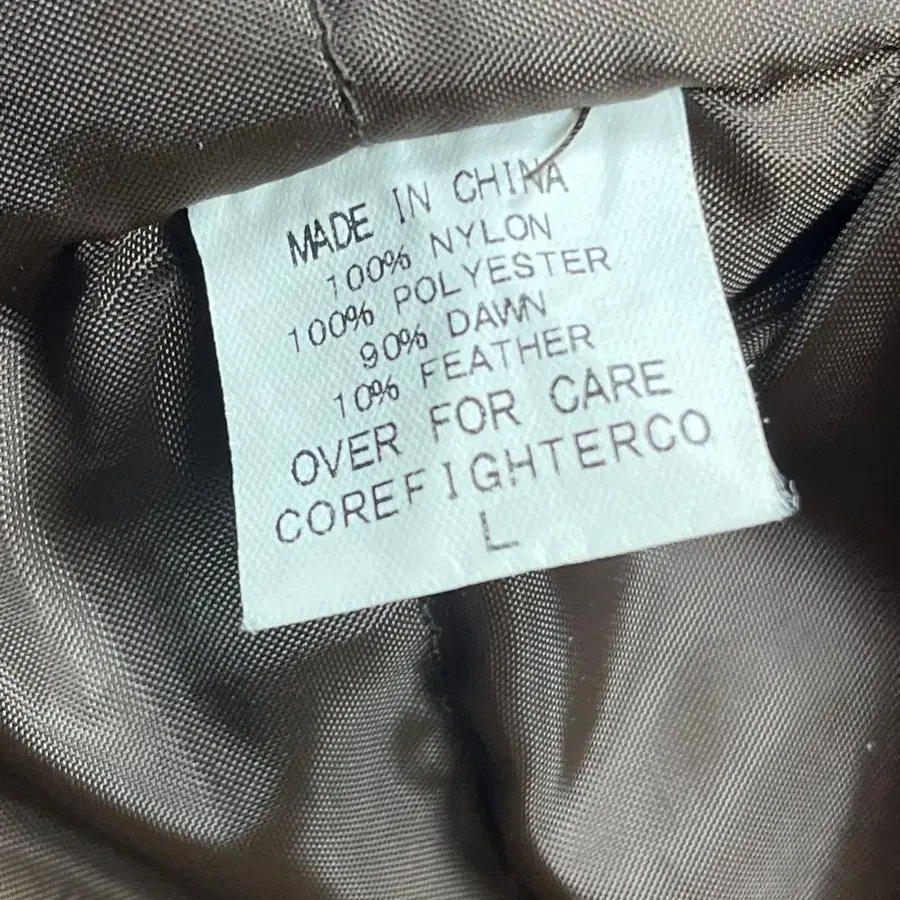 MADE IN CHINA
100% NYLON
100% POLYESTER
90% DAWN
10% FEATHER
OVER FOR CARE
COREFIGHTERCO
L